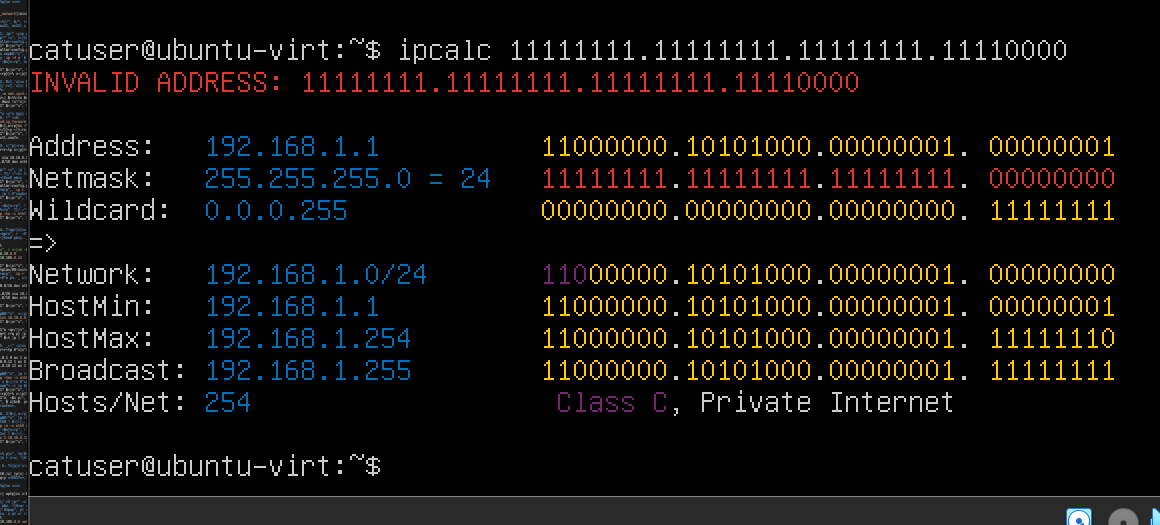 catuser@ubuntu-virt:~$ ipcalc 11111111.11111111.11111111.11110000
INVALID ADDRESS: 11111111.11111111.11111111.11110000
Address:   192.168.1.1          11000000.10101000.00000001. 00000001
Netmask:   255.255.255.0 = 24   11111111.11111111.11111111. 00000000
Wildcard:  0.0.0.255            00000000.00000000.00000000. 11111111
=>
Network:   192.168.1.0/24       11000000.10101000.00000001. 00000000
HostMin:   192.168.1.1          11000000.10101000.00000001. 00000001
HostMax:   192.168.1.254        11000000.10101000.00000001. 11111110
Broadcast: 192.168.1.255        11000000.10101000.00000001. 11111111
Hosts/Net: 254                   Class C, Private Internet
catuser@ubuntu-virt:~$